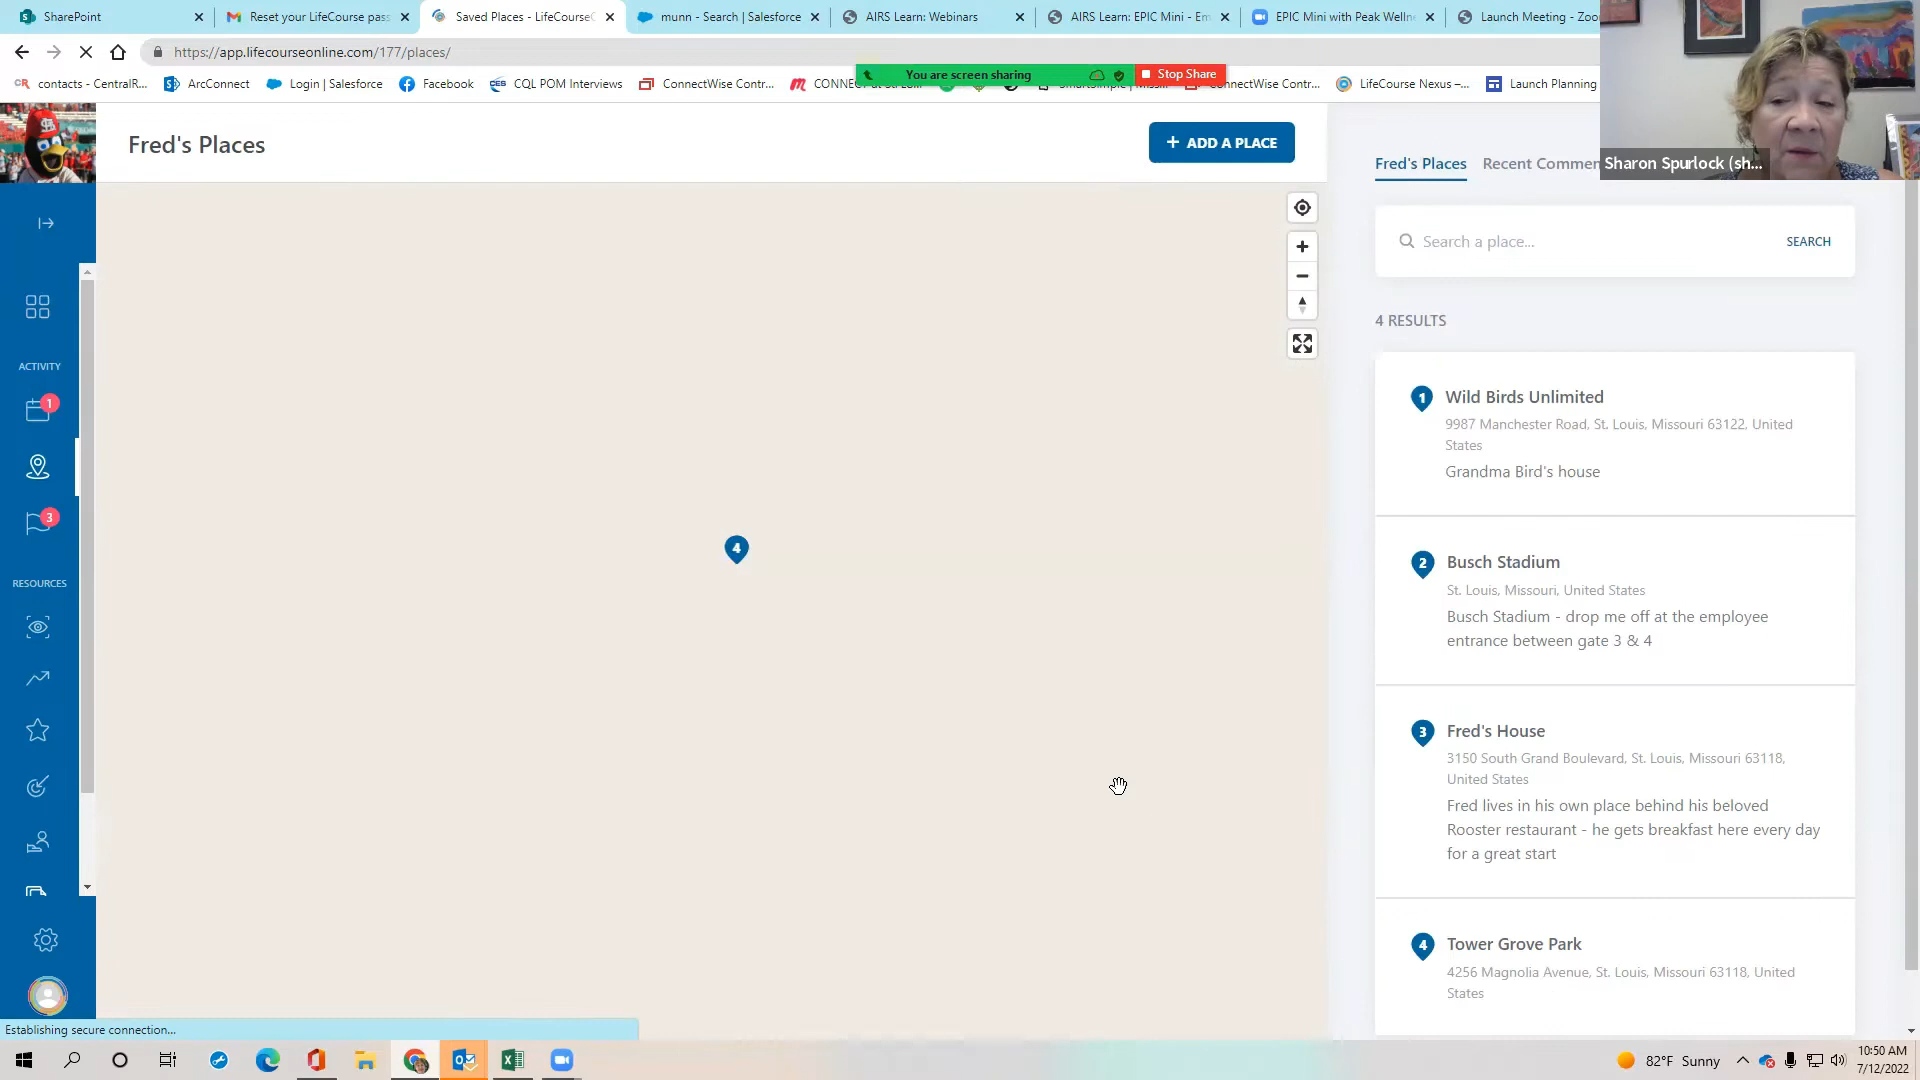 SharePoint
Reset your LifeCourse pass
Saved Places - LifeCourse
munn - Search | Salesforce
AIRS Learn: Webinars
AIRS Learn: EPIC Mini - Em
EPIC Mini with Peak Welln
Launch Meeting - Zoo
https://app.lifecourseonline.com/177/places/
You are screen sharing
Stop Share
contacts - CentralR...
ArcConnect
Login | Salesforce
Facebook
CQL POM Interviews
ConnectWise Contr...
LifeCourse Nexus –...
Launch Planning
Fred's Places
+ ADD A PLACE
Fred's Places
Recent Commen
Sharon Spurlock (sh...
Search a place...
SEARCH
4 RESULTS
1 Wild Birds Unlimited
9987 Manchester Road, St. Louis, Missouri 63122, United
States
Grandma Bird's house
2 Busch Stadium
St. Louis, Missouri, United States
Busch Stadium - drop me off at the employee
entrance between gate 3 & 4
3 Fred's House
3150 South Grand Boulevard, St. Louis, Missouri 63118,
United States
Fred lives in his own place behind his beloved
Rooster restaurant - he gets breakfast here every day
for a great start
4 Tower Grove Park
4256 Magnolia Avenue, St. Louis, Missouri 63118, United
States
4
ACTIVITY
1
3
RESOURCES
Establishing secure connection...
82°F Sunny
10:50 AM
7/12/2022